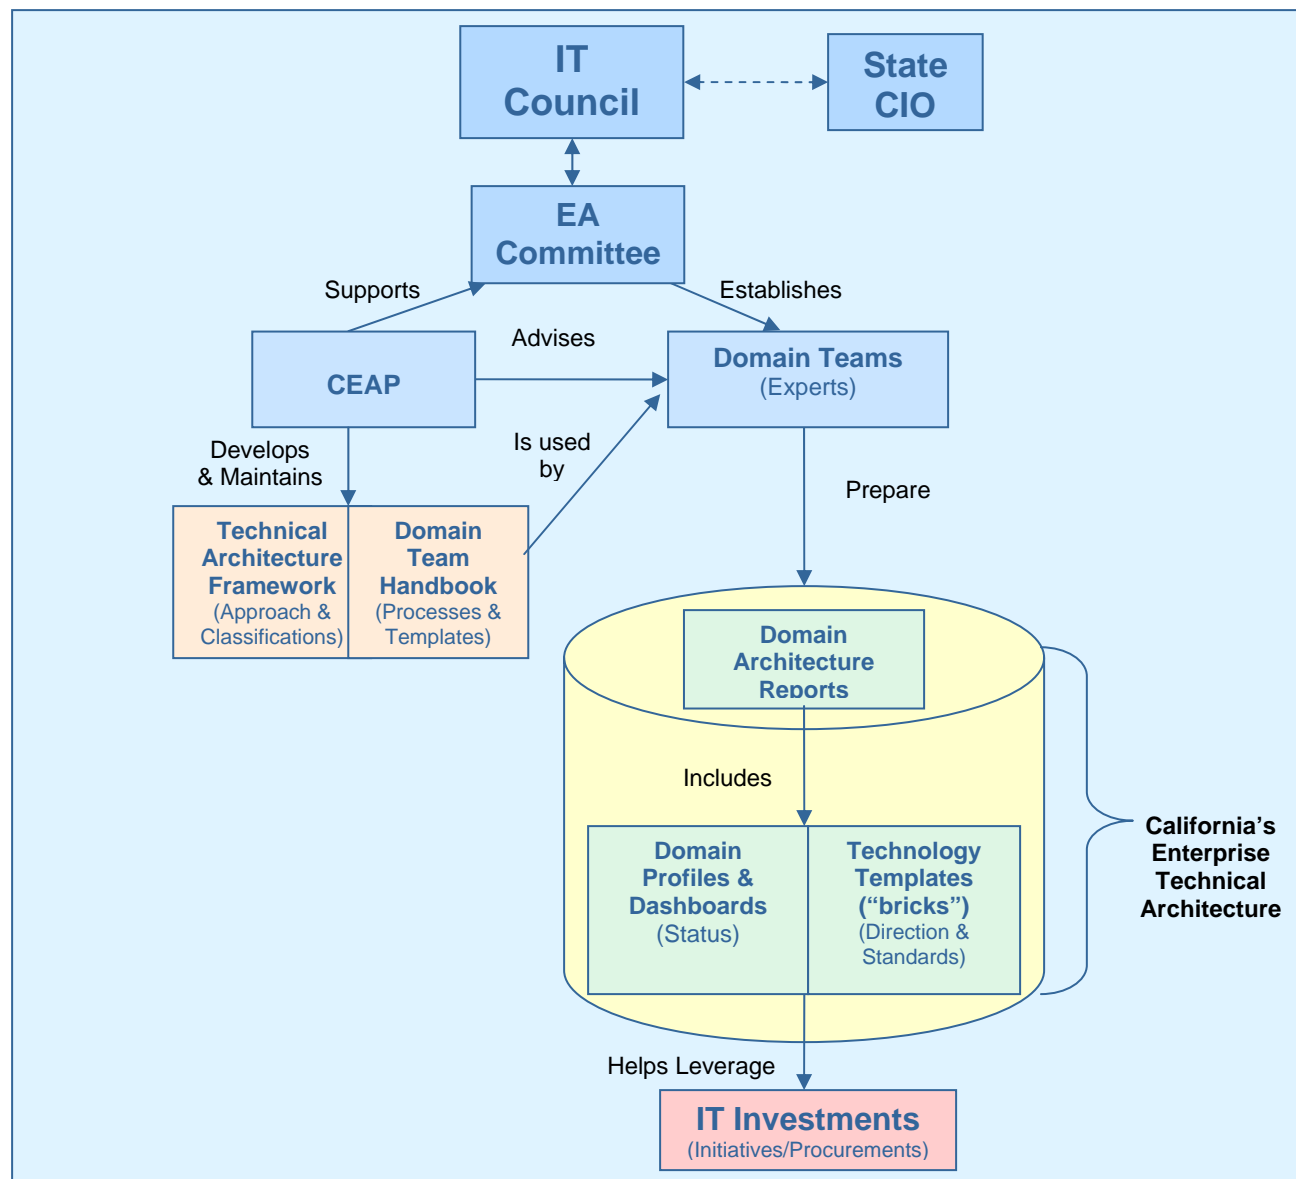 IT
Council
State
CIO
EA
Committee
Supports
Establishes
Advises
CEAP
Domain Teams
(Experts)
Develops
& Maintains
Is used
by
Prepare
Technical
Architecture
Framework
(Approach &
Classifications)
Domain
Team
Handbook
(Processes &
Templates)
Domain
Architecture
Reports
Includes
Domain
Profiles &
Dashboards
(Status)
Technology
Templates
(“bricks”)
(Direction &
Standards)
California’s
Enterprise
Technical
Architecture
Helps Leverage
IT Investments
(Initiatives/Procurements)